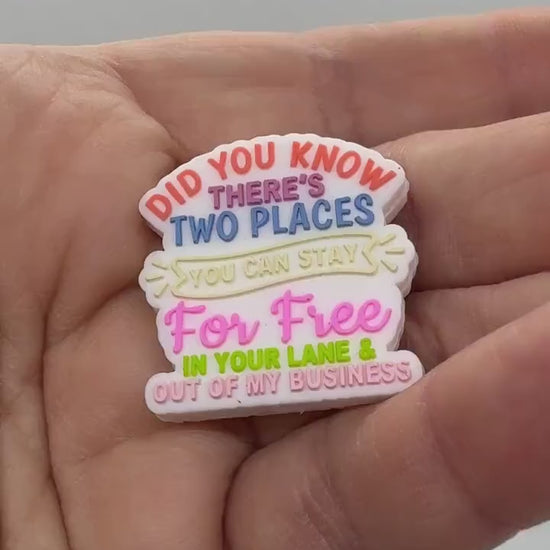 DID YOU KNOW
THERE'S
TWO PLACES
YOU CAN STAY
For Free
IN YOUR LANE &
OUT OF MY BUSINESS